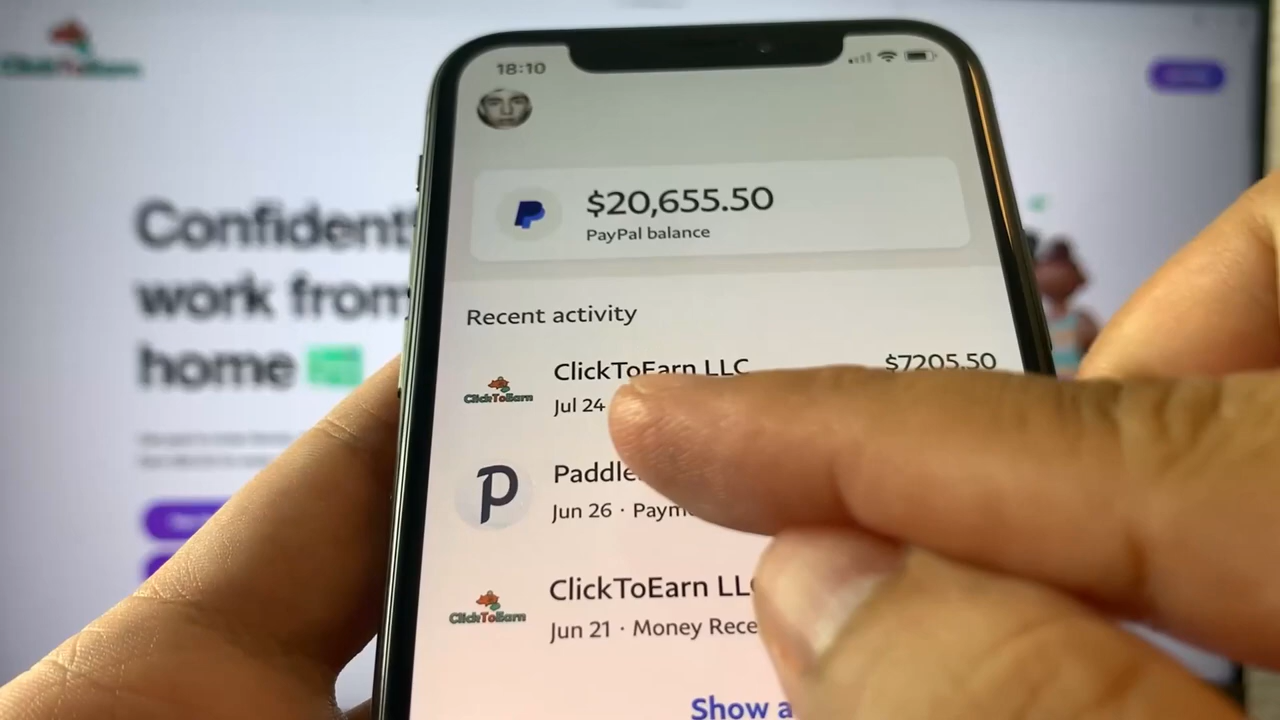 ClickToEarn
Confident
work from
home
18:10
$20,655.50
PayPal balance
Recent activity
ClickToEarn LLC
$7205.50
ClickToEarn
Jul 24
Paddle
Jun 26 · Paym
ClickToEarn LLC
ClickToEarn
Jun 21 · Money Rece
Show a